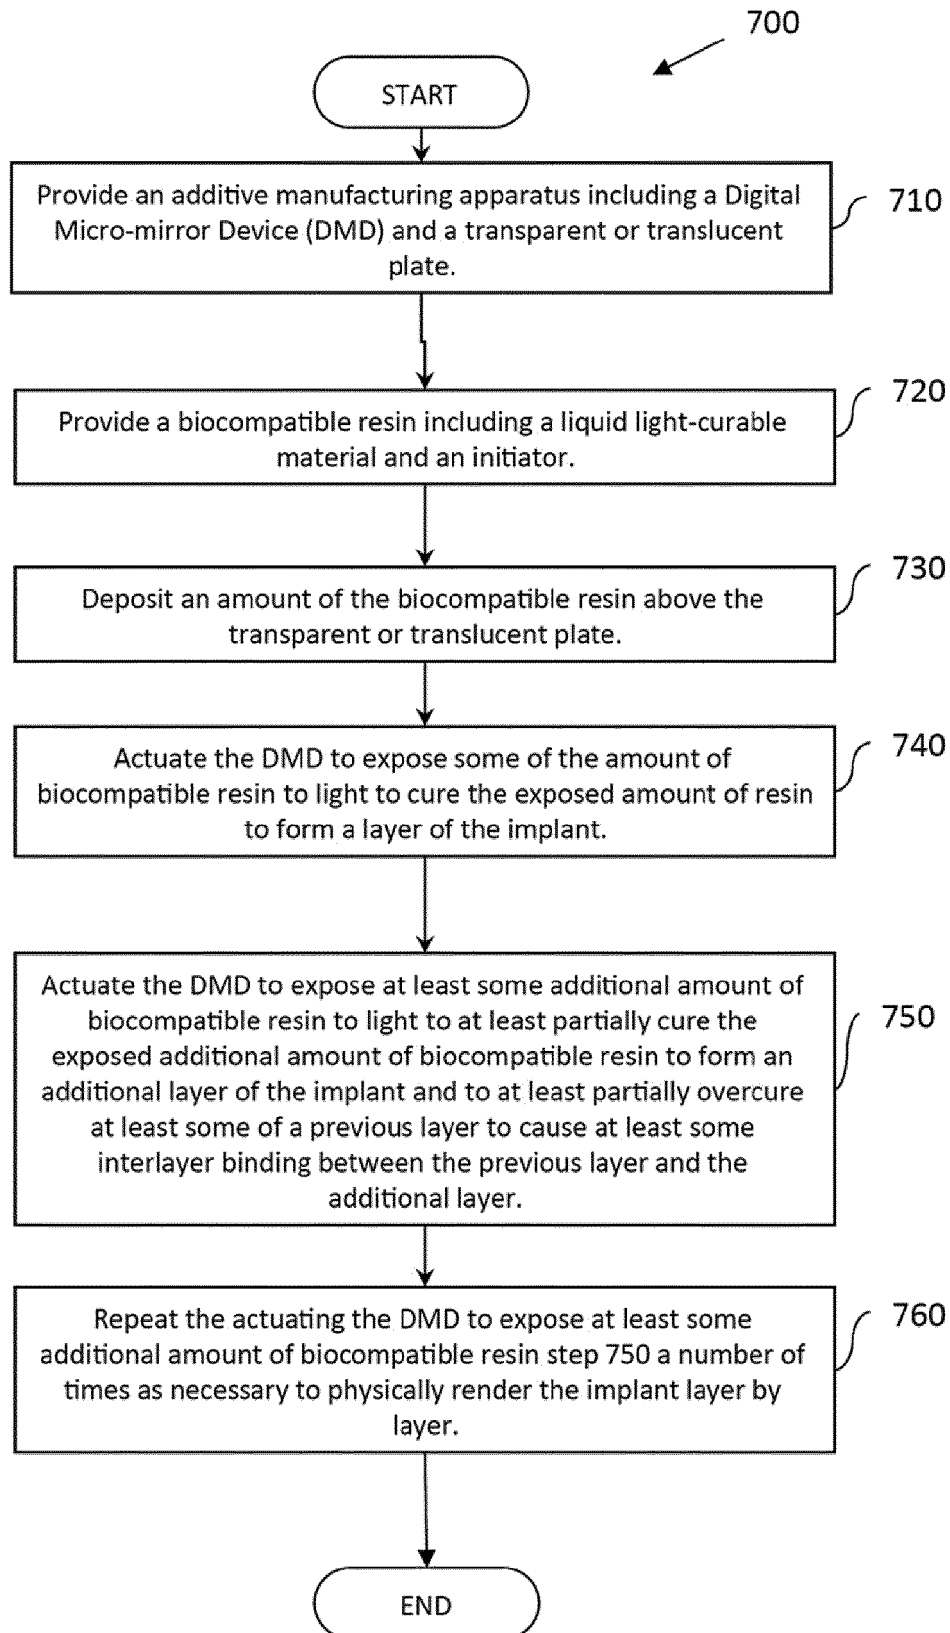 700
START
Provide an additive manufacturing apparatus including a Digital
Micro-mirror Device (DMD) and a transparent or translucent
plate.
710
Provide a biocompatible resin including a liquid light-curable
material and an initiator.
720
Deposit an amount of the biocompatible resin above the
transparent or translucent plate.
730
Actuate the DMD to expose some of the amount of
biocompatible resin to light to cure the exposed amount of resin
to form a layer of the implant.
740
Actuate the DMD to expose at least some additional amount of
biocompatible resin to light to at least partially cure the
exposed additional amount of biocompatible resin to form an
additional layer of the implant and to at least partially overcure
at least some of a previous layer to cause at least some
interlayer binding between the previous layer and the
additional layer.
750
Repeat the actuating the DMD to expose at least some
additional amount of biocompatible resin step 750 a number of
times as necessary to physically render the implant layer by
layer.
760
END